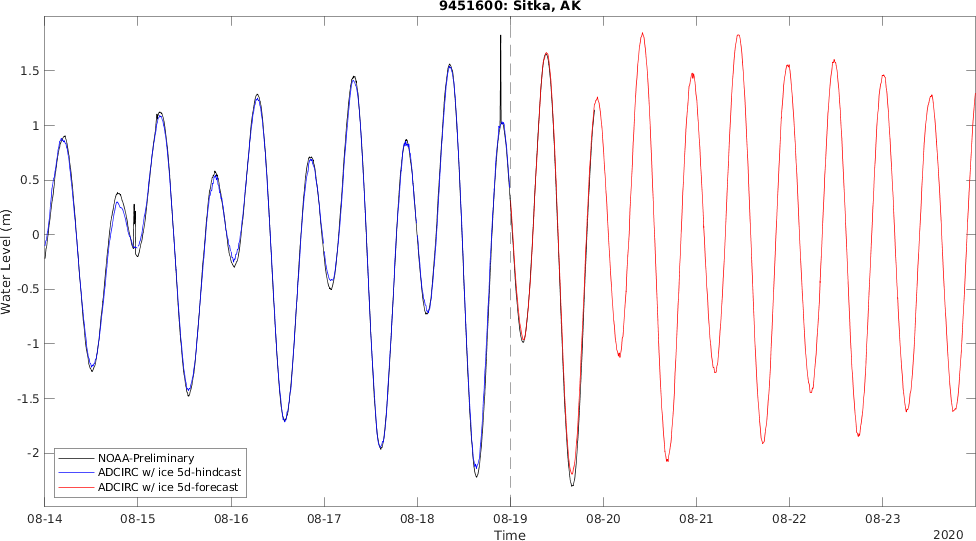 9451600: Sitka, AK
Water Level (m)
1.5
1
0.5
0
-0.5
-1
-1.5
-2
NOAA-Preliminary
ADCIRC w/ ice 5d-hindcast
ADCIRC w/ ice 5d-forecast
08-14 08-15 08-16 08-17 08-18 08-19 08-20 08-21 08-22 08-23
Time
2020